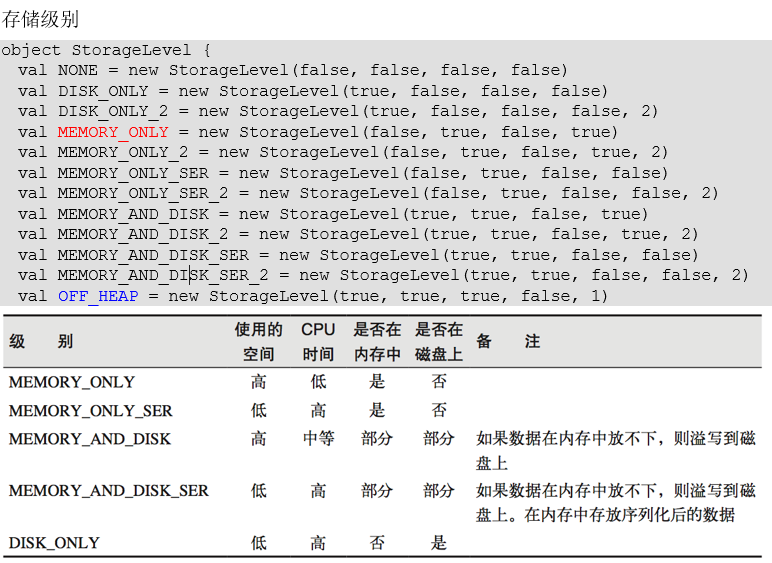 存储级别
object StorageLevel {
val NONE = new StorageLevel(false, false, false, false)
val DISK_ONLY = new StorageLevel(true, false, false, false)
val DISK_ONLY_2 = new StorageLevel(true, false, false, false, 2)
val MEMORY_ONLY = new StorageLevel(false, true, false, true)
val MEMORY_ONLY_2 = new StorageLevel(false, true, false, true, 2)
val MEMORY_ONLY_SER = new StorageLevel(false, true, false, false)
val MEMORY_ONLY_SER_2 = new StorageLevel(false, true, false, false, 2)
val MEMORY_AND_DISK = new StorageLevel(true, true, false, true)
val MEMORY_AND_DISK_2 = new StorageLevel(true, true, false, true, 2)
val MEMORY_AND_DISK_SER = new StorageLevel(true, true, false, false)
val MEMORY_AND_DISK_SER_2 = new StorageLevel(true, true, false, false, 2)
val OFF_HEAP = new StorageLevel(true, true, true, false, 1)
级 别 使用的空间 CPU时间 是否在内存中 是否在磁盘上 备 注
MEMORY_ONLY 高 低 是 否
MEMORY_ONLY_SER 低 高 是 否
MEMORY_AND_DISK 高 中等 部分 部分 如果数据在内存中放不下，则溢写到磁
盘上
MEMORY_AND_DISK_SER 低 高 部分 部分 如果数据在内存中放不下，则溢写到磁
盘上。在内存中存放序列化后的数据
DISK_ONLY 低 高 否 是